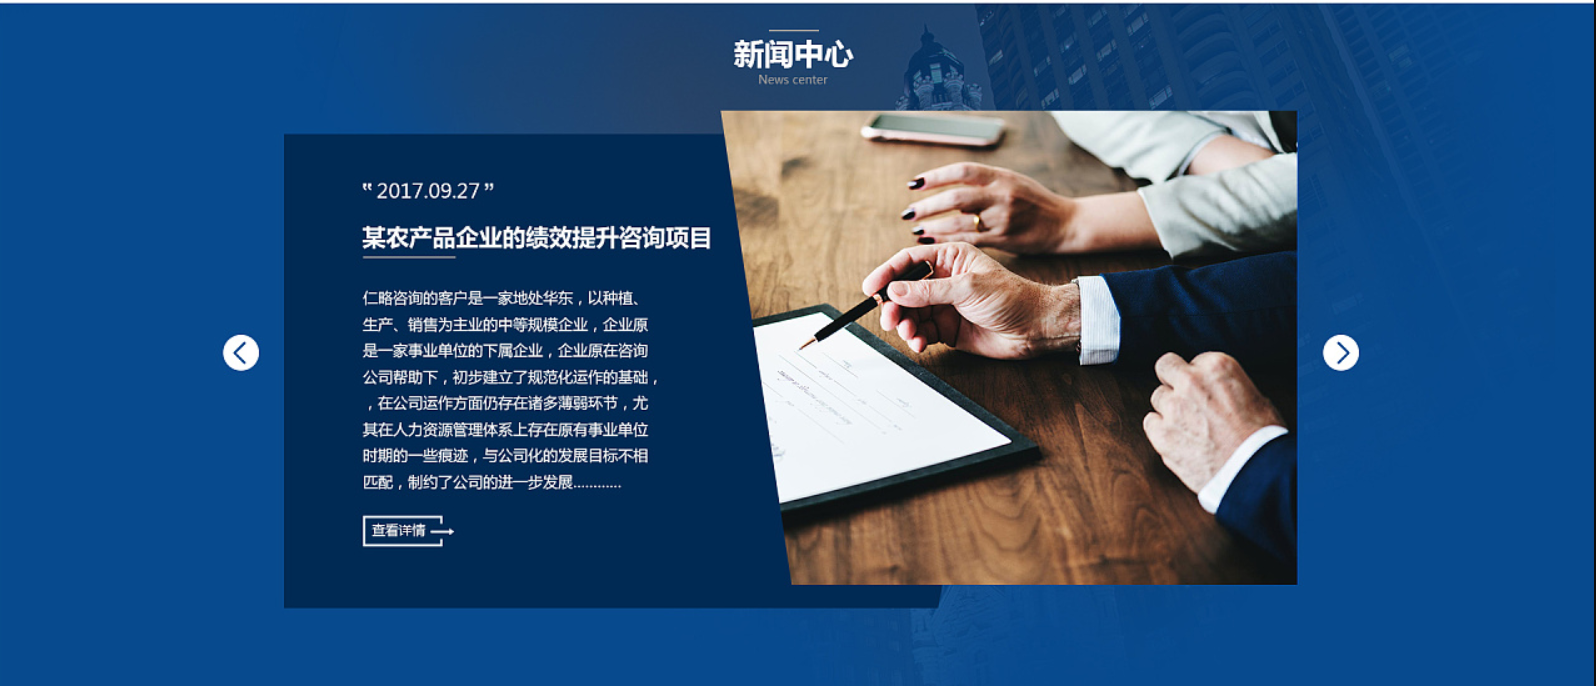 新闻中心
News center
“ 2017.09.27 ”
某农产品企业的绩效提升咨询项目
仁略咨询的客户是一家地处华东，以种植、
生产、销售为主业的中等规模企业，企业原
是一家事业单位的下属企业，企业原在咨询
公司帮助下，初步建立了规范化运作的基础，
，在公司运作方面仍存在诸多薄弱环节，尤
其在人力资源管理体系上存在原有事业单位
时期的一些痕迹，与公司化的发展目标不相
匹配，制约了公司的进一步发展............
查看详情